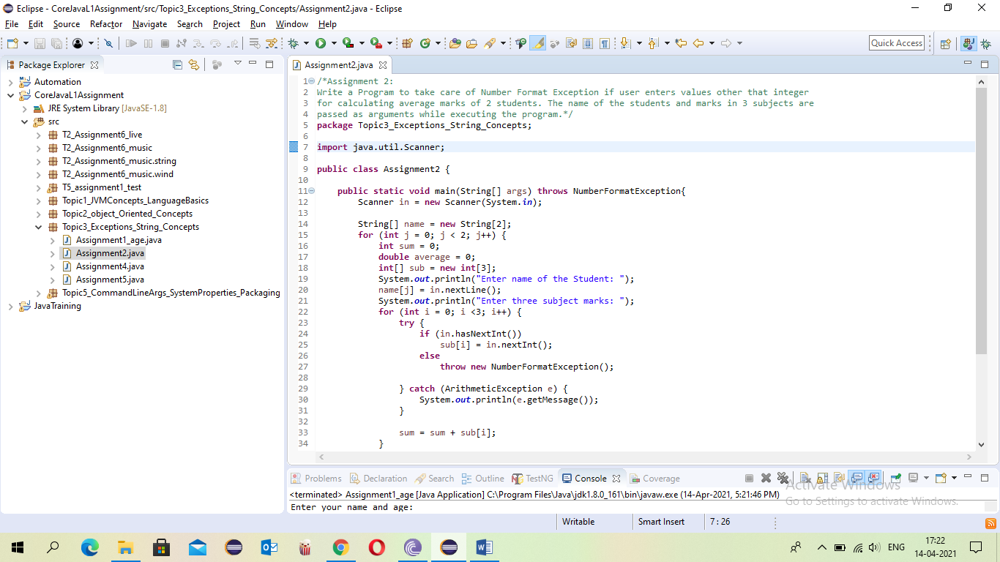 Eclipse - CoreJavaL1Assignment/src/Topic3_Exceptions_String_Concepts/Assignment2.java - Eclipse
File Edit Source Refactor Navigate Search Project Run Window Help
Quick Access
Package Explorer
Automation
CoreJavaL1Assignment
JRE System Library [JavaSE-1.8]
src
T2_Assignment6_live
T2_Assignment6_music
T2_Assignment6_music.string
T2_Assignment6_music.wind
T5_assignment1_test
Topic1_JVMConcepts_LanguageBasics
Topic2_object_Oriented_Concepts
Topic3_Exceptions_String_Concepts
Assignment1_age.java
Assignment2.java
Assignment4.java
Assignment5.java
Topic5_CommandLineArgs_SystemProperties_Packaging
JavaTraining
Assignment2.java
1 /*Assignment 2:
2 Write a Program to take care of Number Format Exception if user enters values other that integer
3 for calculating average marks of 2 students. The name of the students and marks in 3 subjects are
4 passed as arguments while executing the program.*/
5 package Topic3_Exceptions_String_Concepts;
6
7 import java.util.Scanner;
8
9 public class Assignment2 {
10
11 public static void main(String[] args) throws NumberFormatException{
12 Scanner in = new Scanner(System.in);
13
14 String[] name = new String[2];
15 for (int j = 0; j < 2; j++) {
16 int sum = 0;
17 double average = 0;
18 int[] sub = new int[3];
19 System.out.println("Enter name of the Student: ");
20 name[j] = in.nextLine();
21 System.out.println("Enter three subject marks: ");
22 for (int i = 0; i <3; i++) {
23 try {
24 if (in.hasNextInt())
25 sub[i] = in.nextInt();
26 else
27 throw new NumberFormatException();
28
29 } catch (ArithmeticException e) {
30 System.out.println(e.getMessage());
31 }
32
33 sum = sum + sub[i];
34 }
Problems Declaration Search Outline TestNG Console Coverage
<terminated> Assignment1_age [Java Application] C:\Program Files\Java\jdk1.8.0_161\bin\javaw.exe (14-Apr-2021, 5:21:46 PM)
Enter your name and age:
Activate Windows
Go to Settings to activate Windows.
Writable Smart Insert 7 : 26
ENG 17:22
14-04-2021